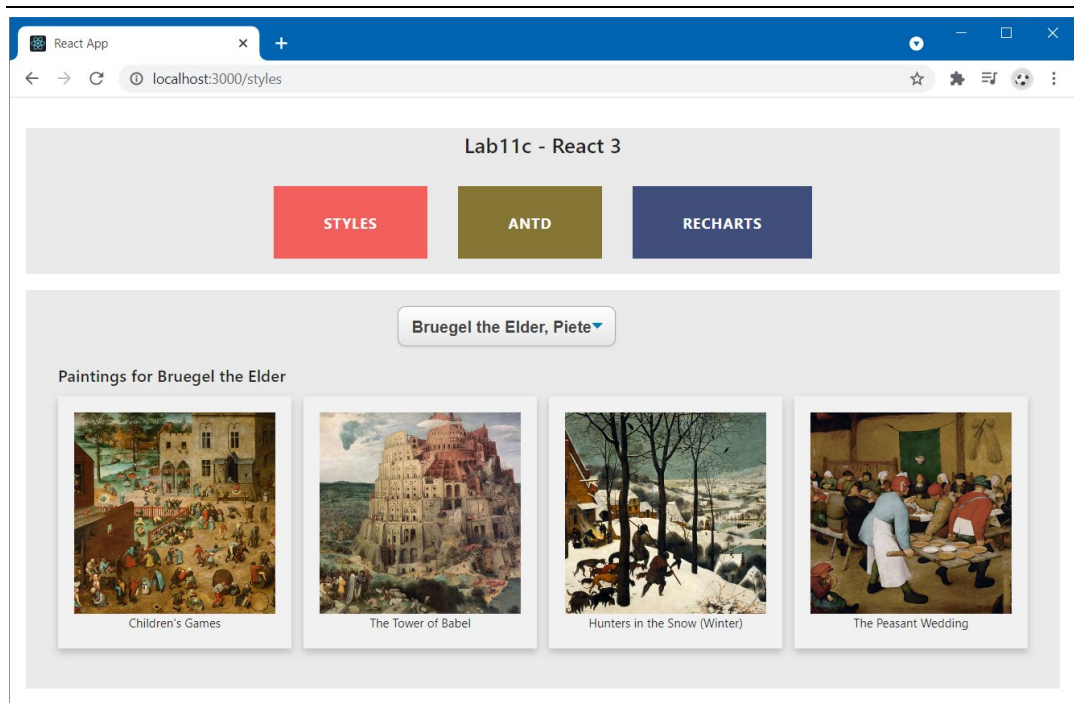 React App
localhost:3000/styles
Lab11c - React 3
STYLES ANTD RECHARTS
Bruegel the Elder, Piete
Paintings for Bruegel the Elder
Children's Games The Tower of Babel Hunters in the Snow (Winter) The Peasant Wedding